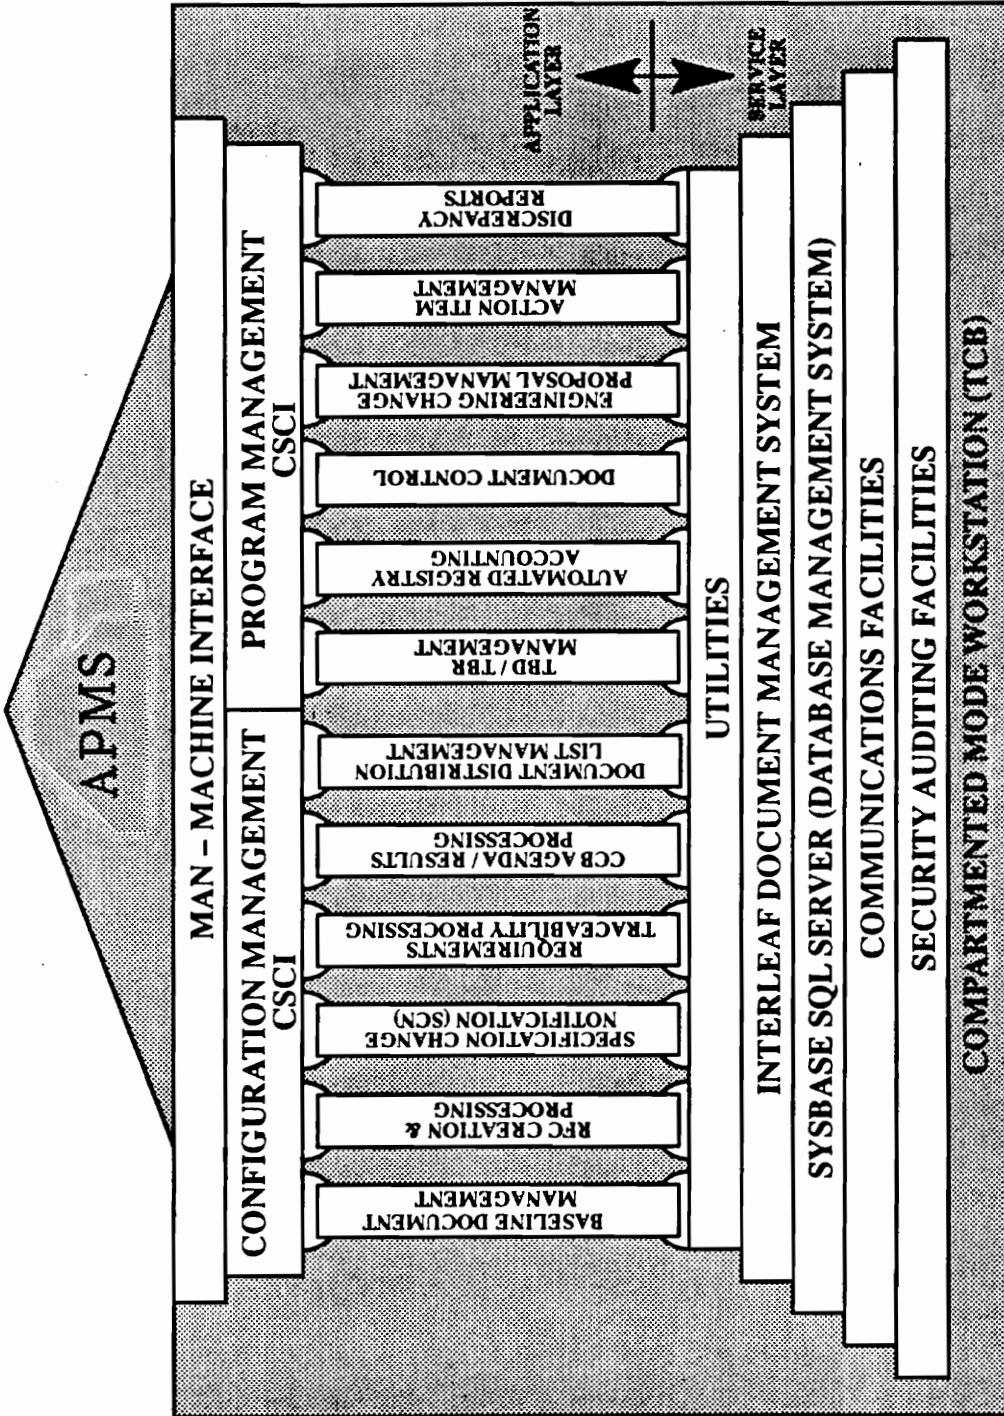 APMS
MAN – MACHINE INTERFACE
CONFIGURATION MANAGEMENT
CSCI
PROGRAM MANAGEMENT
CSCI
BASELINE DOCUMENT
MANAGEMENT
RFC CREATION &
PROCESSING
SPECIFICATION CHANGE
NOTIFICATION (SCN)
REQUIREMENTS
TRACEABILITY PROCESSING
CCB AGENDA / RESULTS
PROCESSING
DOCUMENT DISTRIBUTION
LIST MANAGEMENT
TBD / TBR
MANAGEMENT
AUTOMATED REGISTRY
ACCOUNTING
DOCUMENT CONTROL
ENGINEERING CHANGE
PROPOSAL MANAGEMENT
ACTION ITEM
MANAGEMENT
DISCREPANCY
REPORTS
APPLICATION
LAYER
SERVICE
LAYER
UTILITIES
INTERLEAF DOCUMENT MANAGEMENT SYSTEM
SYSBASE SQL SERVER (DATABASE MANAGEMENT SYSTEM)
COMMUNICATIONS FACILITIES
SECURITY AUDITING FACILITIES
COMPARTMENTED MODE WORKSTATION (TCB)